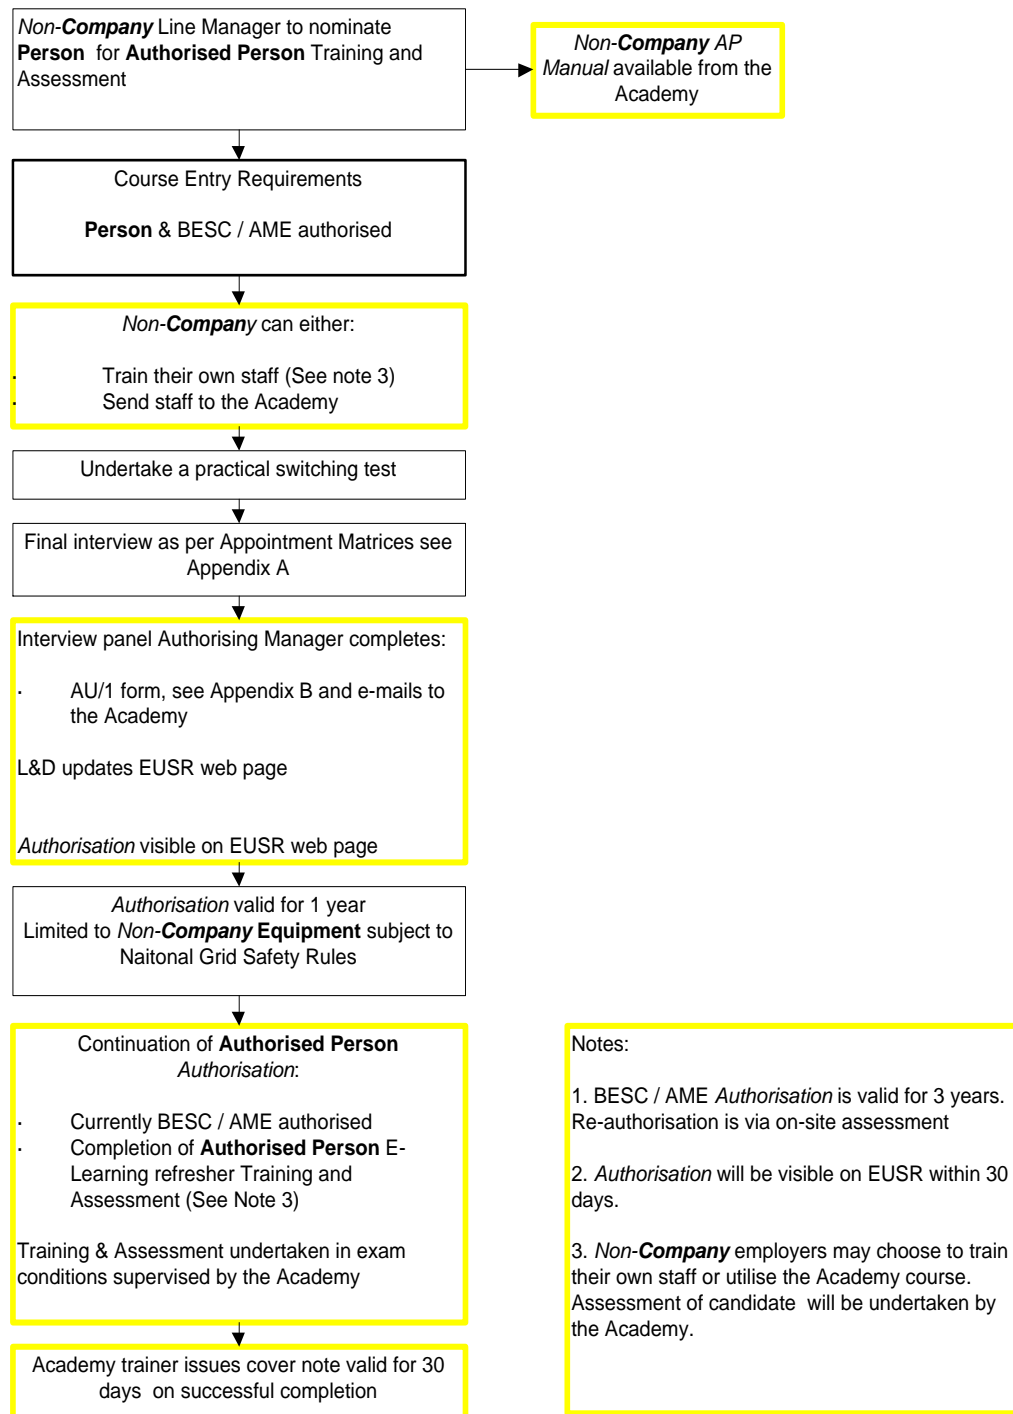 Non-Company Line Manager to nominate
Person for Authorised Person Training and
Assessment
Non-Company AP
Manual available from the
Academy
Course Entry Requirements
Person & BESC / AME authorised
Non-Company can either:
· Train their own staff (See note 3)
· Send staff to the Academy
Undertake a practical switching test
Final interview as per Appointment Matrices see
Appendix A
Interview panel Authorising Manager completes:
· AU/1 form, see Appendix B and e-mails to
the Academy
L&D updates EUSR web page
Authorisation visible on EUSR web page
Authorisation valid for 1 year
Limited to Non-Company Equipment subject to
Naitonal Grid Safety Rules
Continuation of Authorised Person
Authorisation:
· Currently BESC / AME authorised
· Completion of Authorised Person E-
Learning refresher Training and
Assessment (See Note 3)
Training & Assessment undertaken in exam
conditions supervised by the Academy
Academy trainer issues cover note valid for 30
days on successful completion
Notes:
1. BESC / AME Authorisation is valid for 3 years.
Re-authorisation is via on-site assessment
2. Authorisation will be visible on EUSR within 30
days.
3. Non-Company employers may choose to train
their own staff or utilise the Academy course.
Assessment of candidate will be undertaken by
the Academy.